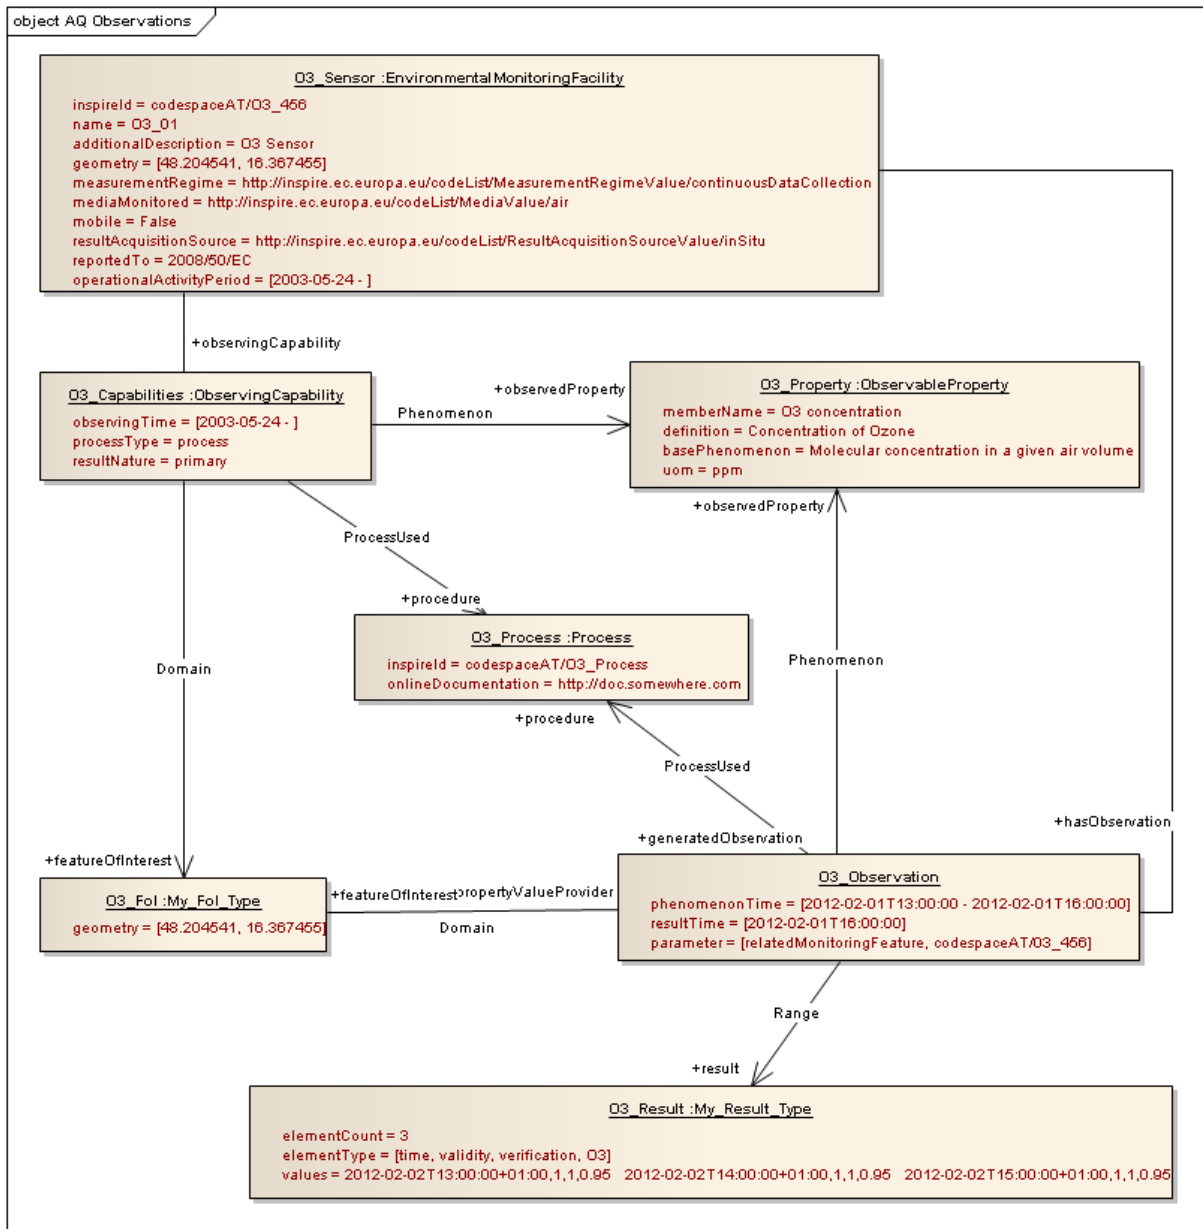 object AQ Observations
O3_Sensor :EnvironmentalMonitoringFacility
inspireId = codespaceAT/O3_456
name = O3_01
additionalDescription = O3 Sensor
geometry = [48.204541, 16.367455]
measurementRegime = http://inspire.ec.europa.eu/codeList/MeasurementRegimeValue/continuousDataCollection
mediaMonitored = http://inspire.ec.europa.eu/codeList/MediaValue/air
mobile = False
resultAcquisitionSource = http://inspire.ec.europa.eu/codeList/ResultAcquisitionSourceValue/inSitu
reportedTo = 2008/50/EC
operationalActivityPeriod = [2003-05-24 - ]
+observingCapability
O3_Capabilities :ObservingCapability
observingTime = [2003-05-24 - ]
processType = process
resultNature = primary
+observedProperty
Phenomenon
O3_Property :ObservableProperty
memberName = O3 concentration
definition = Concentration of Ozone
basePhenomenon = Molecular concentration in a given air volume
uom = ppm
+observedProperty
ProcessUsed
+procedure
O3_Process :Process
inspireId = codespaceAT/O3_Process
onlineDocumentation = http://doc.somewhere.com
+procedure
Domain
Phenomenon
ProcessUsed
+hasObservation
+generatedObservation
+featureOfInterest
O3_FoI :My_FoI_Type
geometry = [48.204541, 16.367455]
+featureOfInterest
propertyValueProvider
Domain
O3_Observation
phenomenonTime = [2012-02-01T13:00:00 - 2012-02-01T16:00:00]
resultTime = [2012-02-01T16:00:00]
parameter = [relatedMonitoringFeature, codespaceAT/03_456]
Range
+result
O3_Result :My_Result_Type
elementCount = 3
elementType = [time, validity, verification, O3]
values = 2012-02-02T13:00:00+01:00,1,1,0.95 2012-02-02T14:00:00+01:00,1,1,0.95 2012-02-02T15:00:00+01:00,1,1,0.95